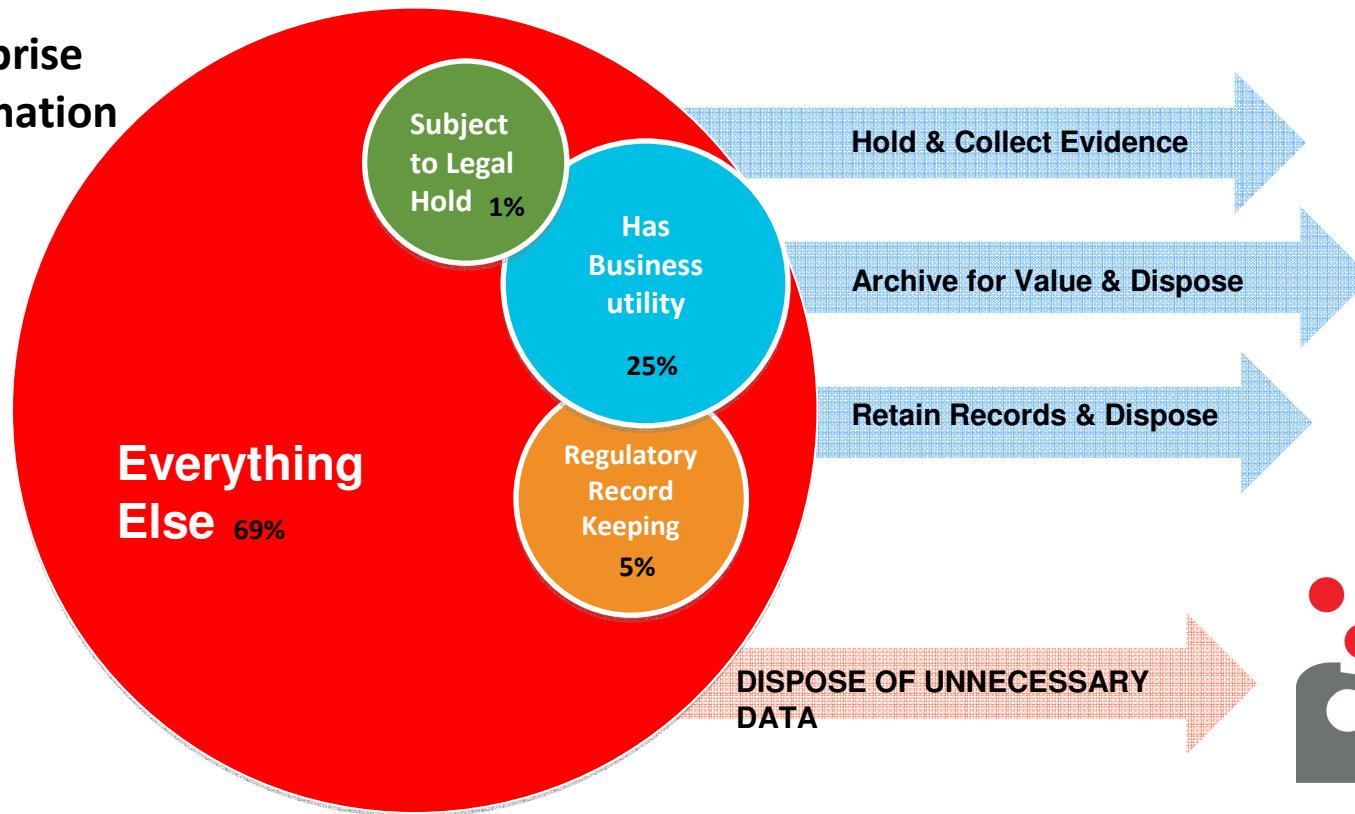 prise
mation
Subject
to Legal
Hold 1%
Has
Business
utility
25%
Regulatory
Record
Keeping
5%
Everything
Else 69%
Hold & Collect Evidence
Archive for Value & Dispose
Retain Records & Dispose
DISPOSE OF UNNECESSARY
DATA